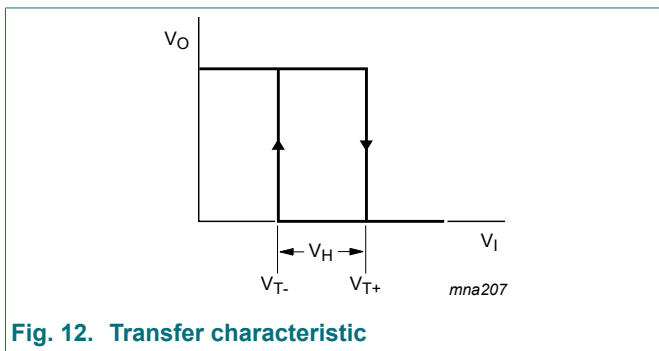 VO
VH
VI
VT-
VT+
mna207
Fig. 12. Transfer characteristic